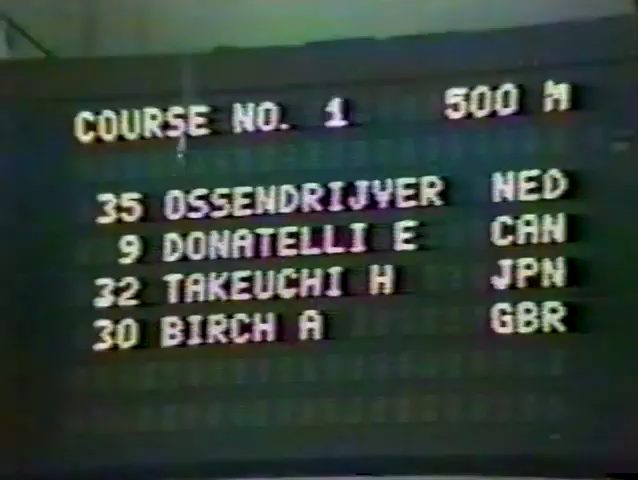 COURSE NO. 1 500 M
35 OSSENDRIJVER NED
9 DONATELLI E CAN
32 TAKEUCHI H JPN
30 BIRCH A GBR